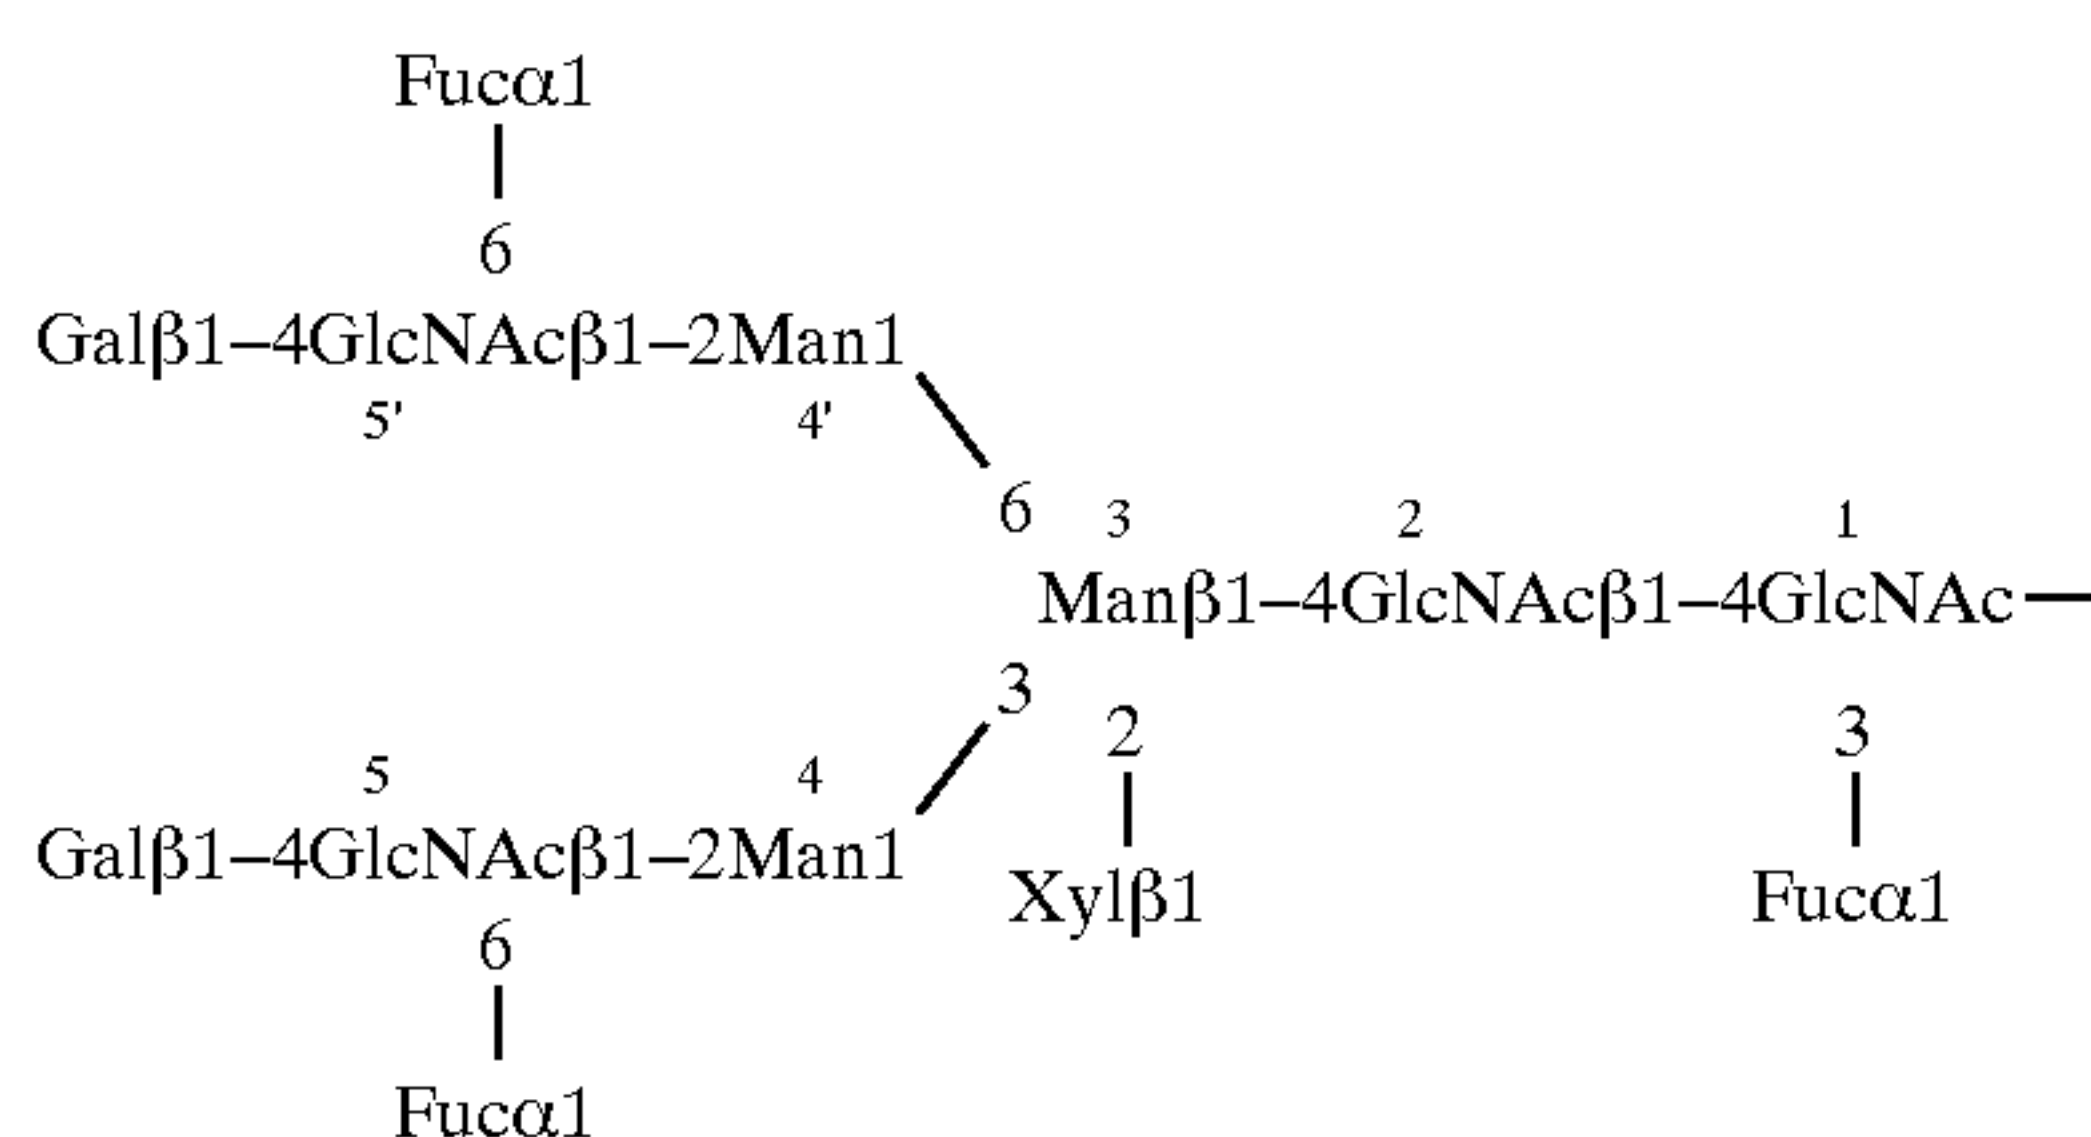 Fucα1
6
Galβ1–4GlcNAcβ1–2Man1
5' 4'
6 3 2 1
Manβ1–4GlcNAcβ1–4GlcNAc
3 2 3
5 4
Galβ1–4GlcNAcβ1–2Man1 Xylβ1 Fucα1
6
Fucα1